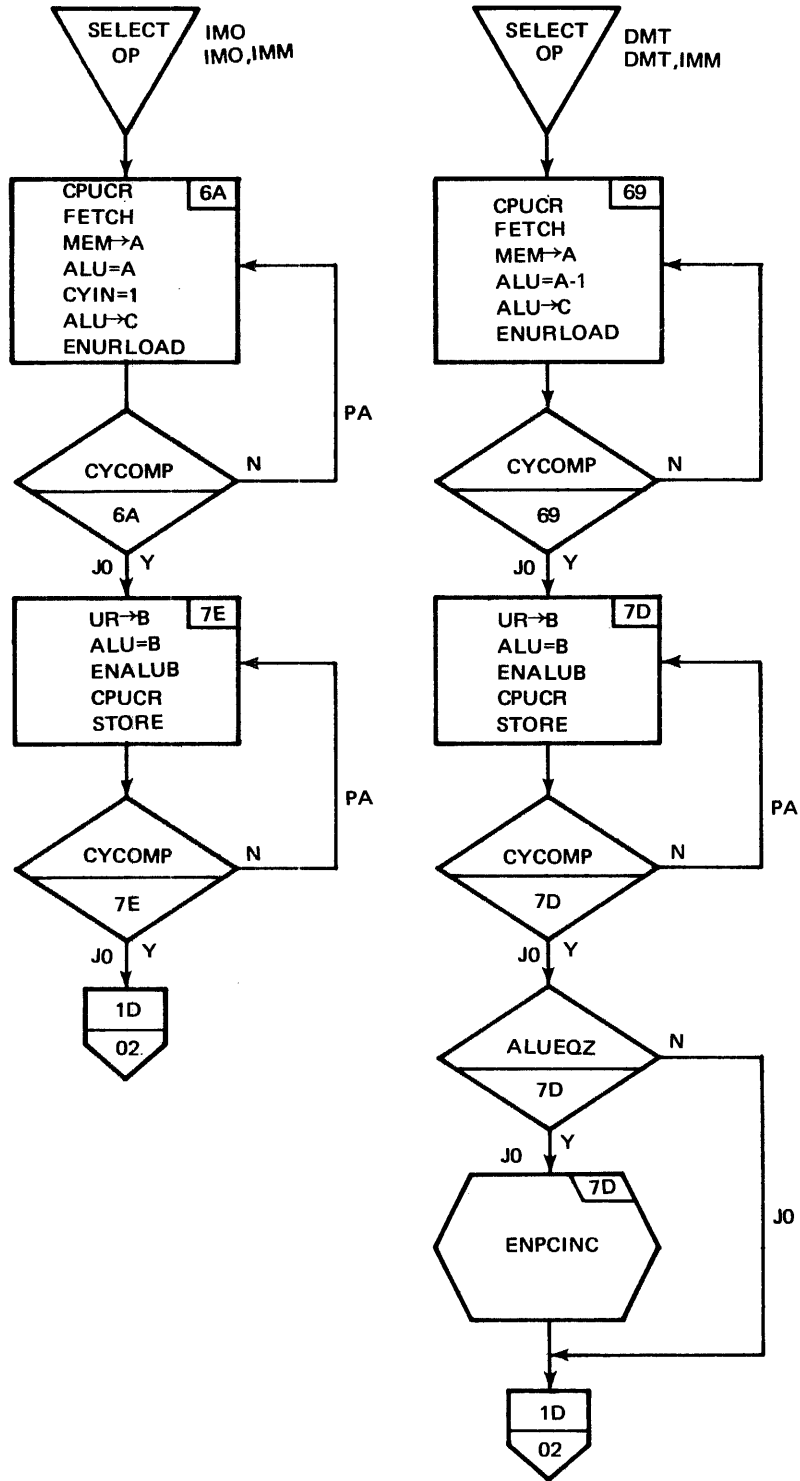 SELECT
OP
IMO
IMO,IMM
6A
CPUCR
FETCH
MEM→A
ALU=A
CYIN=1
ALU→C
ENURLOAD
PA
CYCOMP
N
6A
J0
Y
7E
UR→B
ALU=B
ENALUB
CPUCR
STORE
PA
CYCOMP
N
7E
J0
Y
1D
02
SELECT
OP
DMT
DMT,IMM
69
CPUCR
FETCH
MEM→A
ALU=A-1
ALU→C
ENURLOAD
CYCOMP
N
69
J0
Y
7D
UR→B
ALU=B
ENALUB
CPUCR
STORE
PA
CYCOMP
N
7D
J0
Y
ALUEQZ
N
7D
J0
Y
7D
ENPCINC
J0
1D
02